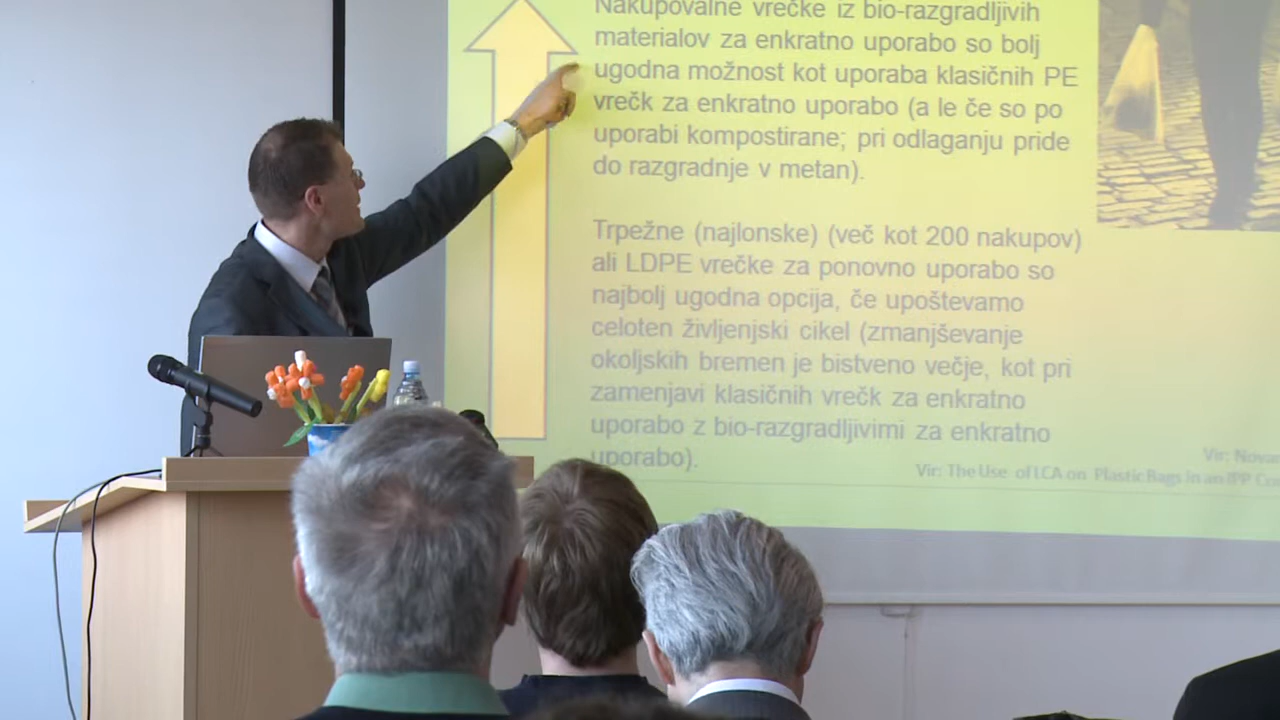 Nakupovalne vrečke iz bio-razgradljivih
materialov za enkratno uporabo so bolj
ugodna možnost kot uporaba klasičnih PE
vrečk za enkratno uporabo (a le če so po
uporabi kompostirane; pri odlaganju pride
do razgradnje v metan).
Trpežne (najlonske) (več kot 200 nakupov)
ali LDPE vrečke za ponovno uporabo so
najbolj ugodna opcija, če upoštevamo
celoten življenjski cikel (zmanjševanje
okoljskih bremen je bistveno večje, kot pri
zamenjavi klasičnih vrečk za enkratno
uporabo z bio-razgradljivimi za enkratno
uporabo).
Vir:
Vir: The Use of LCA on Plastic Bags in an IPP